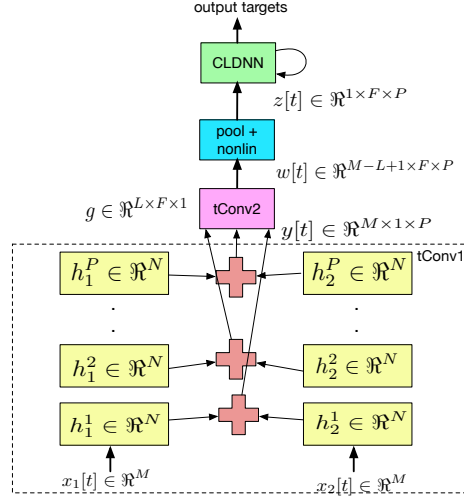 output targets
CLDNN
z[t] ∈ ℜ^{1×F×P}
pool +
nonlin
w[t] ∈ ℜ^{M−L+1×F×P}
tConv2
g ∈ ℜ^{L×F×1}
y[t] ∈ ℜ^{M×1×P}
tConv1
h_1^P ∈ ℜ^N
h_2^P ∈ ℜ^N
.
.
.
.
h_1^2 ∈ ℜ^N
h_2^2 ∈ ℜ^N
h_1^1 ∈ ℜ^N
h_2^1 ∈ ℜ^N
x_1[t] ∈ ℜ^M
x_2[t] ∈ ℜ^M